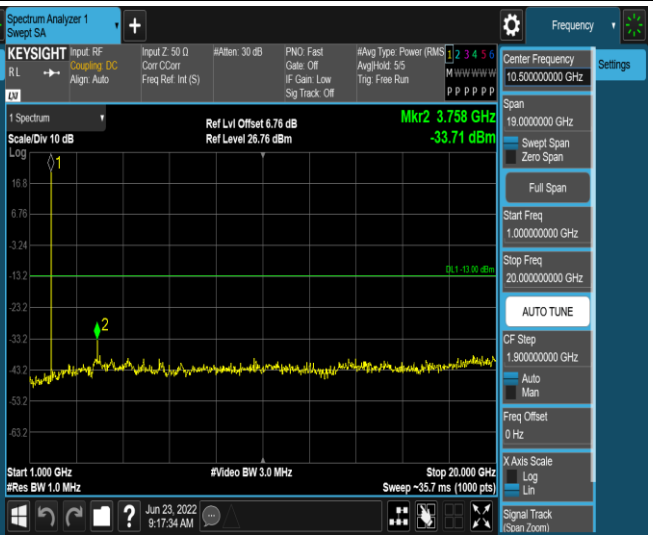 Spectrum Analyzer 1
Swept SA
Frequency
KEYSIGHT
RL
Input: RF
Coupling: DC
Align: Auto
Input Z: 50 Ω
Corr CCorr
Freq Ref: Int (S)
#Atten: 30 dB
PNO: Fast
Gate: Off
IF Gain: Low
Sig Track: Off
#Avg Type: Power (RMS
Avg|Hold: 5/5
Trig: Free Run
1 2 3 4 5 6
M W W W W W
P P P P P P
LXI
1 Spectrum
Scale/Div 10 dB
Ref Lvl Offset 6.76 dB
Ref Level 26.76 dBm
Mkr2 3.758 GHz
-33.71 dBm
Log
1
16.8
6.76
-3.24
-13.2
DL1 -13.00 dBm
-23.2
2
-33.2
-43.2
-53.2
-63.2
Start 1.000 GHz
#Res BW 1.0 MHz
#Video BW 3.0 MHz
Stop 20.000 GHz
Sweep ~35.7 ms (1000 pts)
Jun 23, 2022
9:17:34 AM
Center Frequency
10.500000000 GHz
Settings
Span
19.0000000 GHz
Swept Span
Zero Span
Full Span
Start Freq
1.000000000 GHz
Stop Freq
20.000000000 GHz
AUTO TUNE
CF Step
1.900000000 GHz
Auto
Man
Freq Offset
0 Hz
X Axis Scale
Log
Lin
Signal Track
(Span Zoom)